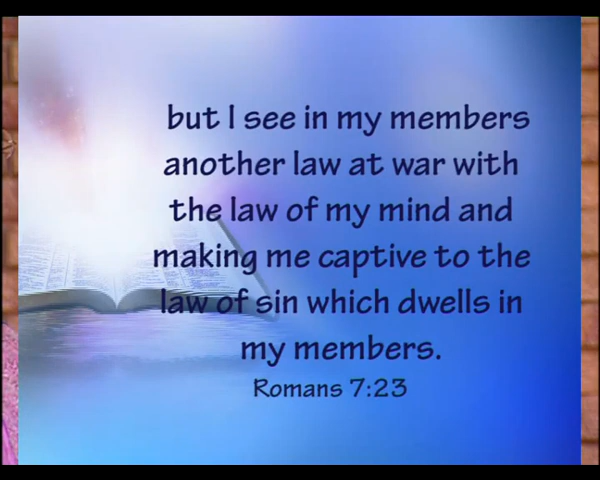 but I see in my members
another law at war with
the law of my mind and
making me captive to the
law of sin which dwells in
my members.
Romans 7:23